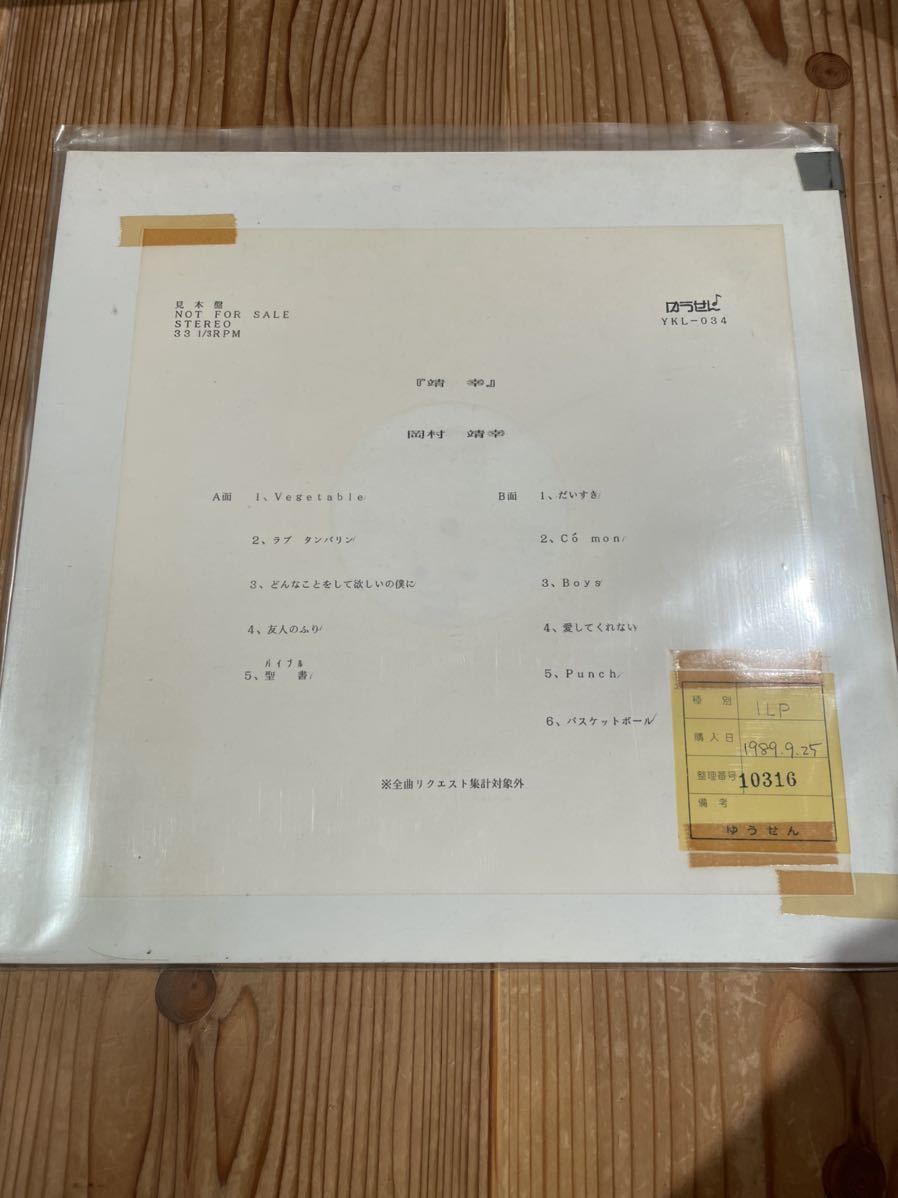 見本盤
NOT FOR SALE
STEREO
33 1/3RPM
ゆうせん
YKL-034
『靖 幸』
岡村 靖幸
A面 1、Vegetable
2、ラブ タンバリン
3、どんなことをして欲しいの僕に
4、友人のふり
バイブル
5、聖 書
B面 1、だいすき
2、Co'mon
3、Boys
4、愛してくれない
5、Punch
6、バスケットボール
※全曲リクエスト集計対象外
種別 1LP
購入日 1989.9.25
整理番号 10316
備考
ゆうせん